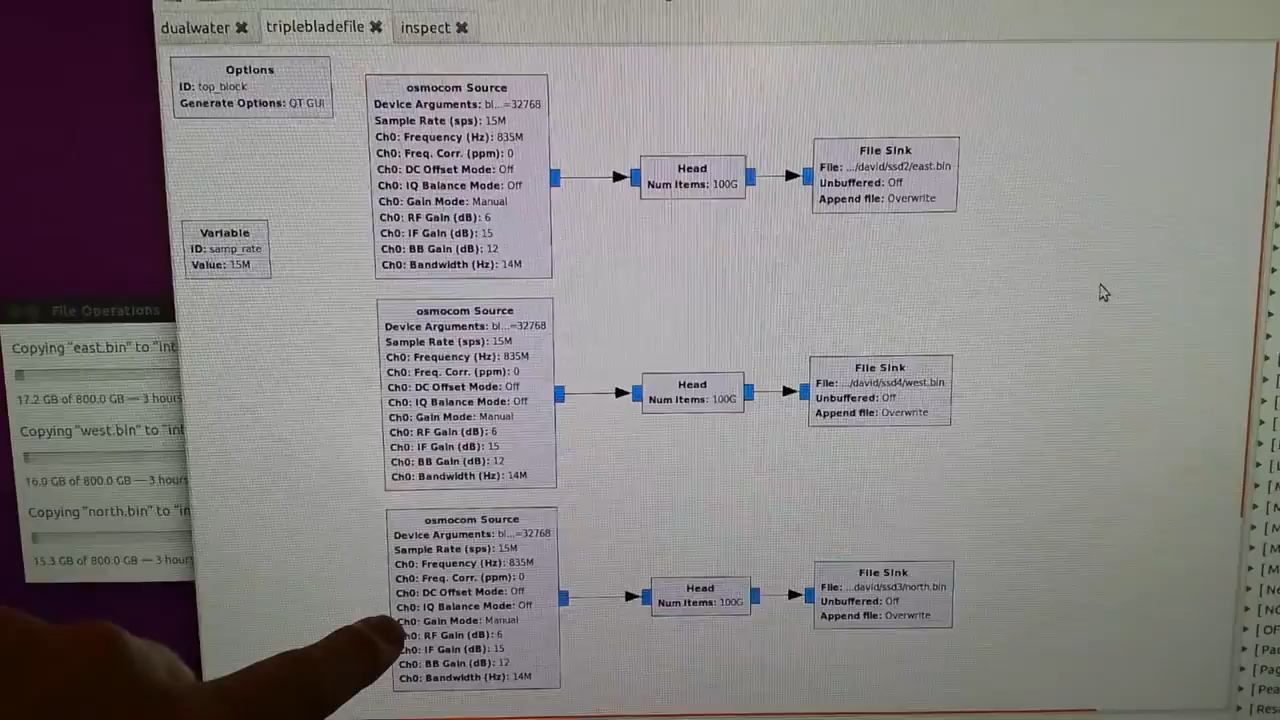 dualwater
triplebladefile
inspect
Options
ID: top_block
Generate Options: QT GUI
Variable
ID: samp_rate
Value: 15M
osmocom Source
Device Arguments: bl...=32768
Sample Rate (sps): 15M
Ch0: Frequency (Hz): 835M
Ch0: Freq. Corr. (ppm): 0
Ch0: DC Offset Mode: Off
Ch0: IQ Balance Mode: Off
Ch0: Gain Mode: Manual
Ch0: RF Gain (dB): 6
Ch0: IF Gain (dB): 15
Ch0: BB Gain (dB): 12
Ch0: Bandwidth (Hz): 14M
Head
Num Items: 100G
File Sink
File: .../david/ssd2/east.bin
Unbuffered: Off
Append file: Overwrite
osmocom Source
Device Arguments: bl...=32768
Sample Rate (sps): 15M
Ch0: Frequency (Hz): 835M
Ch0: Freq. Corr. (ppm): 0
Ch0: DC Offset Mode: Off
Ch0: IQ Balance Mode: Off
Ch0: Gain Mode: Manual
Ch0: RF Gain (dB): 6
Ch0: IF Gain (dB): 15
Ch0: BB Gain (dB): 12
Ch0: Bandwidth (Hz): 14M
Head
Num Items: 100G
File Sink
File: .../david/ssd4/west.bin
Unbuffered: Off
Append file: Overwrite
osmocom Source
Device Arguments: bl...=32768
Sample Rate (sps): 15M
Ch0: Frequency (Hz): 835M
Ch0: Freq. Corr. (ppm): 0
Ch0: DC Offset Mode: Off
Ch0: IQ Balance Mode: Off
Ch0: Gain Mode: Manual
Ch0: RF Gain (dB): 6
Ch0: IF Gain (dB): 15
Ch0: BB Gain (dB): 12
Ch0: Bandwidth (Hz): 14M
Head
Num Items: 100G
File Sink
File: ...david/ssd3/north.bin
Unbuffered: Off
Append file: Overwrite
File Operations
Copying "east.bin" to "int
17.2 GB of 800.0 GB — 3 hours
Copying "west.bin" to "int
16.0 GB of 800.0 GB — 3 hours
Copying "north.bin" to "in
15.3 GB of 800.0 GB — 3 hour